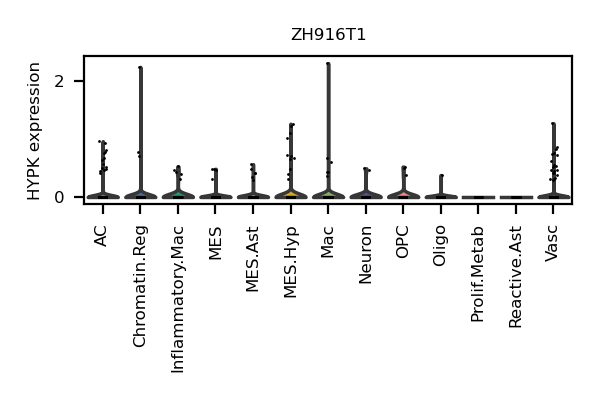 ZH916T1
HYPK expression
2
0
AC
Chromatin.Reg
Inflammatory.Mac
MES
MES.Ast
MES.Hyp
Mac
Neuron
OPC
Oligo
Prolif.Metab
Reactive.Ast
Vasc